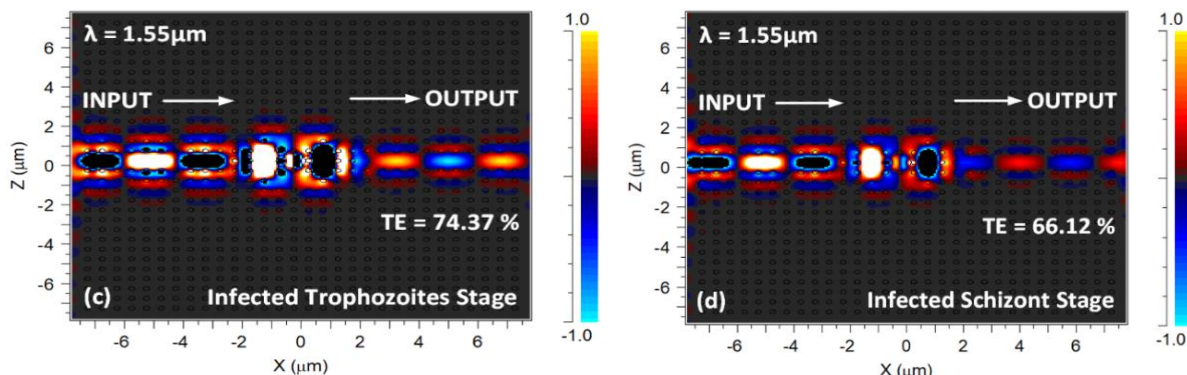 1.0
λ = 1.55μm
INPUT
OUTPUT
TE = 74.37 %
(c)
Infected Trophozoites Stage
-1.0
Z (μm)
6
4
2
0
-2
-4
-6
-6
-4
-2
0
2
4
6
X (μm)
1.0
λ = 1.55μm
INPUT
OUTPUT
TE = 66.12 %
(d)
Infected Schizont Stage
-1.0
Z (μm)
6
4
2
0
-2
-4
-6
-6
-4
-2
0
2
4
6
X (μm)